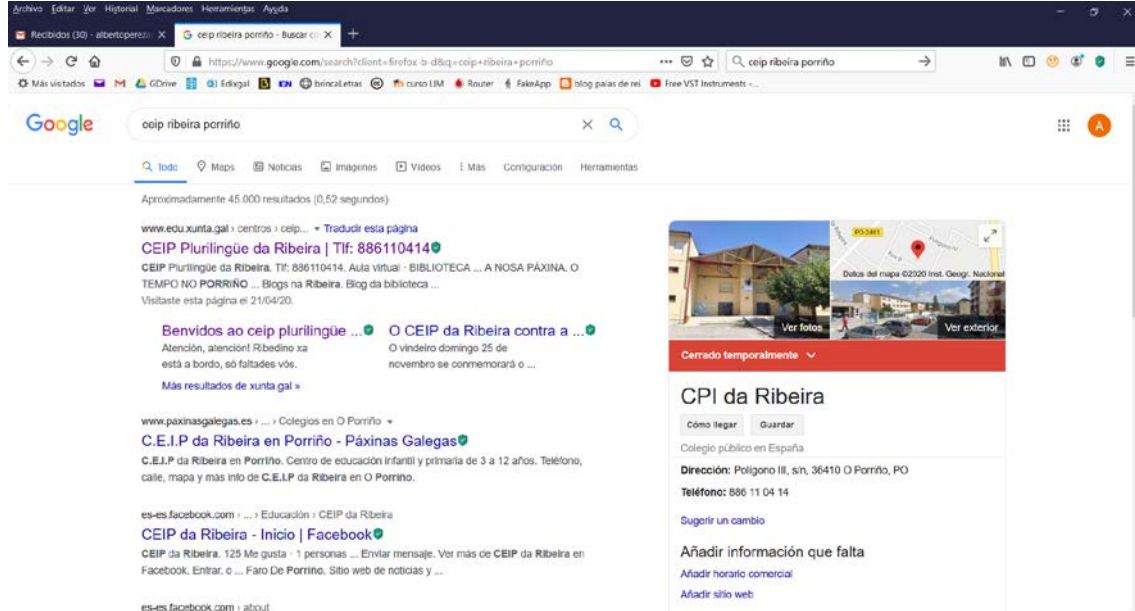 Archivo Editar Ver Historial Marcadores Herramientas Ayuda
Recibidos (30) - albertopereza
ceip ribeira porriño - Buscar co
https://www.google.com/search?client=firefox-b-d&q=ceip+ribeira+porriño
ceip ribeira porriño
Más visitados GDrive Edixgal brincaLetras curso LIM Router FakeApp blog palas de rei Free VST Instruments -...
Google
ceip ribeira porriño
A
Todo Maps Noticias Imágenes Vídeos Más Configuración Herramientas
Aproximadamente 45.000 resultados (0,52 segundos)
www.edu.xunta.gal › centros › ceip... Traducir esta página
CEIP Plurilingüe da Ribeira | Tlf: 886110414
CEIP Plurilingüe da Ribeira. Tlf: 886110414. Aula virtual · BIBLIOTECA ... A NOSA PÁXINA. O
TEMPO NO PORRIÑO ... Blogs na Ribeira. Blog da biblioteca ...
Visitaste esta página el 21/04/20.
Benvidos ao ceip plurilingüe ...
Atención, atención! Ribedino xa
está a bordo, só faltades vós.
O CEIP da Ribeira contra a ...
O vindeiro domingo 25 de
novembro se conmemorará o ...
Más resultados de xunta.gal »
www.paxinasgalegas.es › ... › Colegios en O Porriño
C.E.I.P da Ribeira en Porriño - Páxinas Galegas
C.E.I.P da Ribeira en Porriño. Centro de educación infantil y primaria de 3 a 12 años. Teléfono,
calle, mapa y más info de C.E.I.P da Ribeira en O Porriño.
es-es.facebook.com › ... › Educación › CEIP da Ribeira
CEIP da Ribeira - Inicio | Facebook
CEIP da Ribeira. 125 Me gusta · 1 personas ... Enviar mensaje. Ver más de CEIP da Ribeira en
Facebook. Entrar. o ... Faro De Porriño. Sitio web de noticias y ...
es-es.facebook.com › about
PO-3401
Datos del mapa ©2020 Inst. Geogr. Nacional
Ver fotos
Ver exterior
Cerrado temporalmente
CPI da Ribeira
Cómo llegar Guardar
Colegio público en España
Dirección: Polígono III, s/n, 36410 O Porriño, PO
Teléfono: 886 11 04 14
Sugerir un cambio
Añadir información que falta
Añadir horario comercial
Añadir sitio web